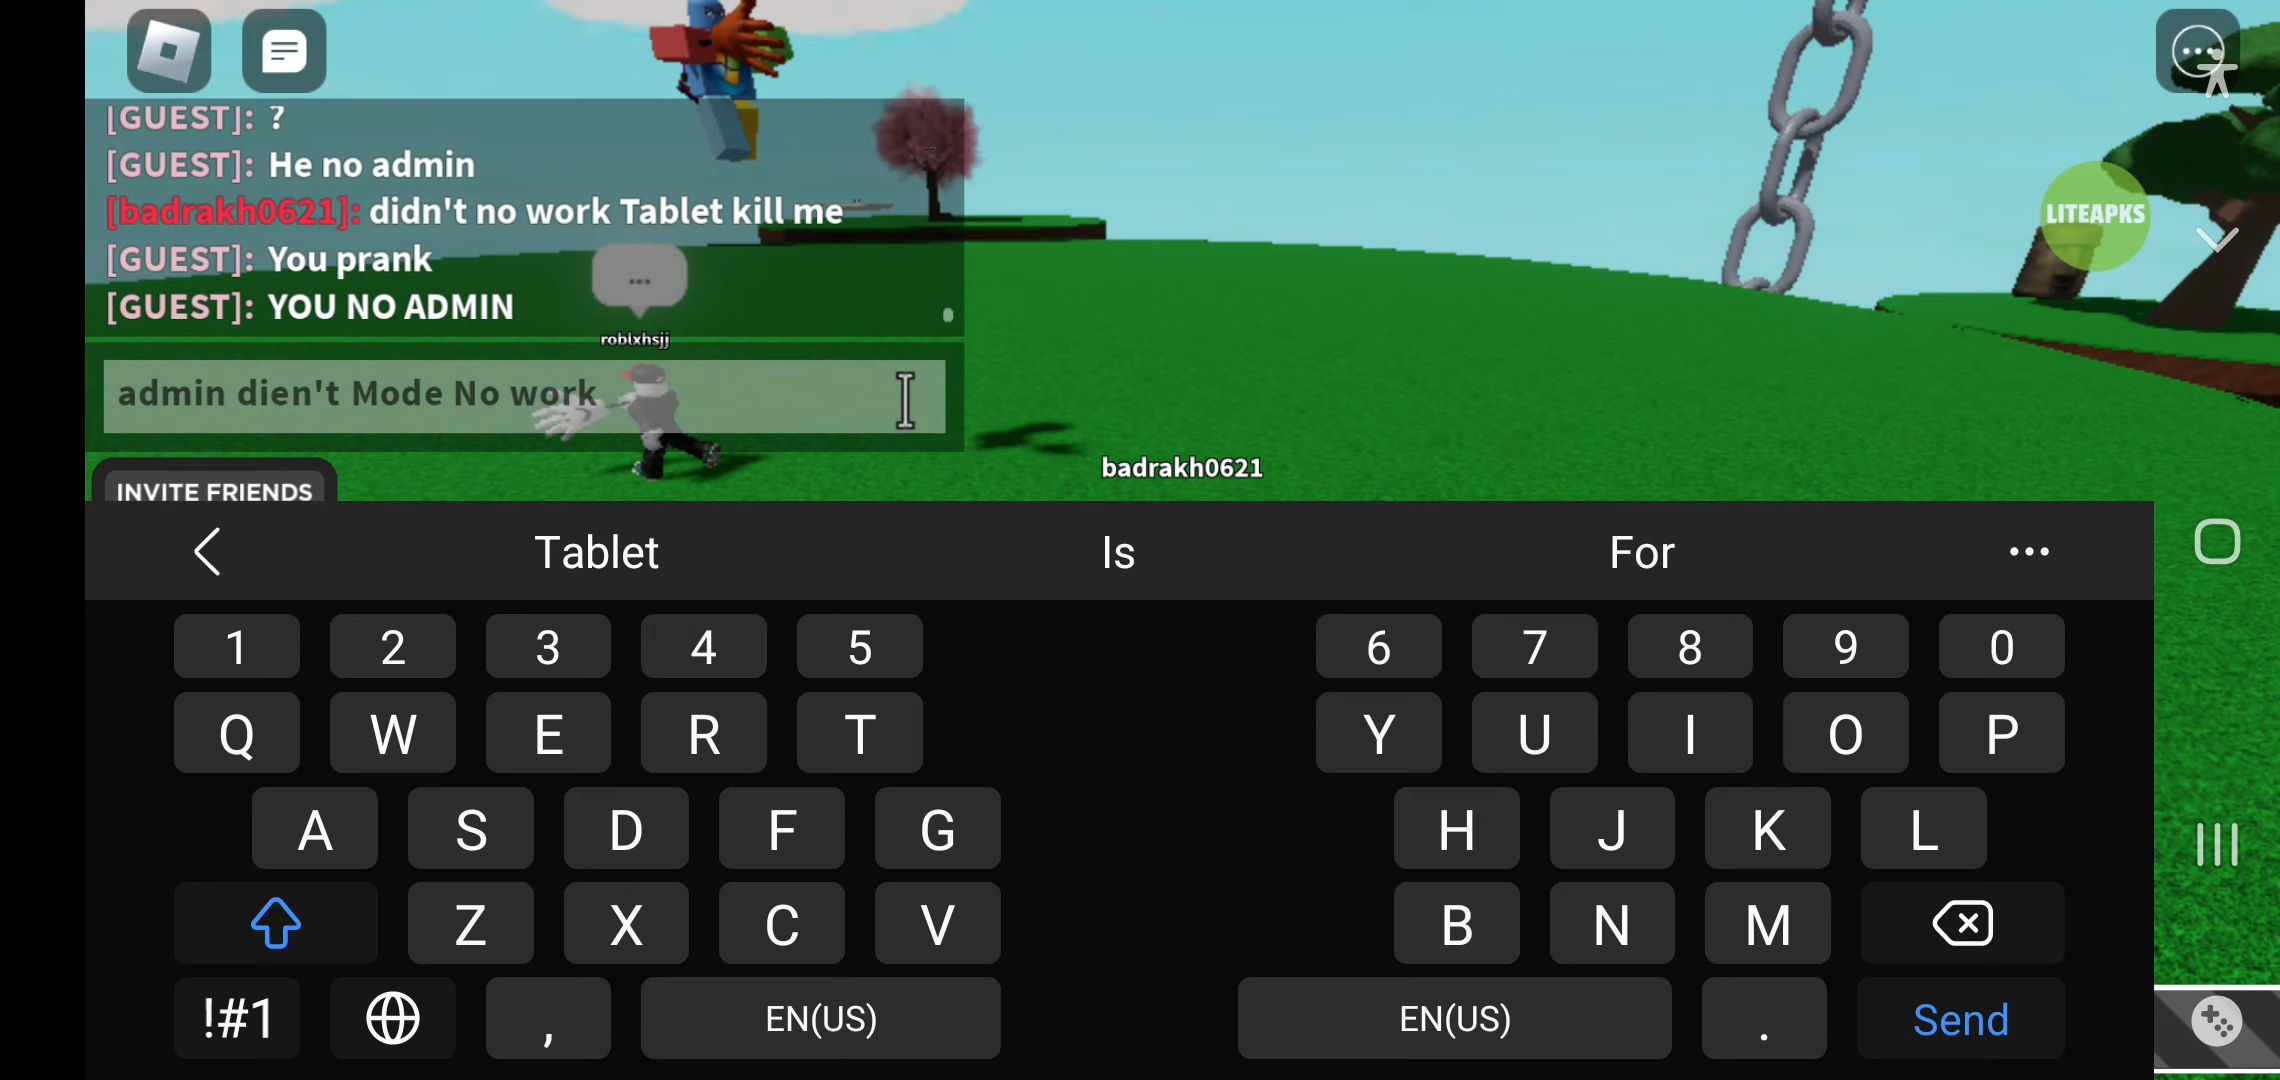 [GUEST]: ?
[GUEST]: He no admin
[badrakh0621]: didn't no work Tablet kill me
[GUEST]: You prank
[GUEST]: YOU NO ADMIN
...
roblxhsjj
admin dien't Mode No work
LITEAPKS
badrakh0621
INVITE FRIENDS
Tablet Is For
1 2 3 4 5 6 7 8 9 0
Q W E R T Y U I O P
A S D F G H J K L
Z X C V B N M
!#1 , EN(US) EN(US) . Send